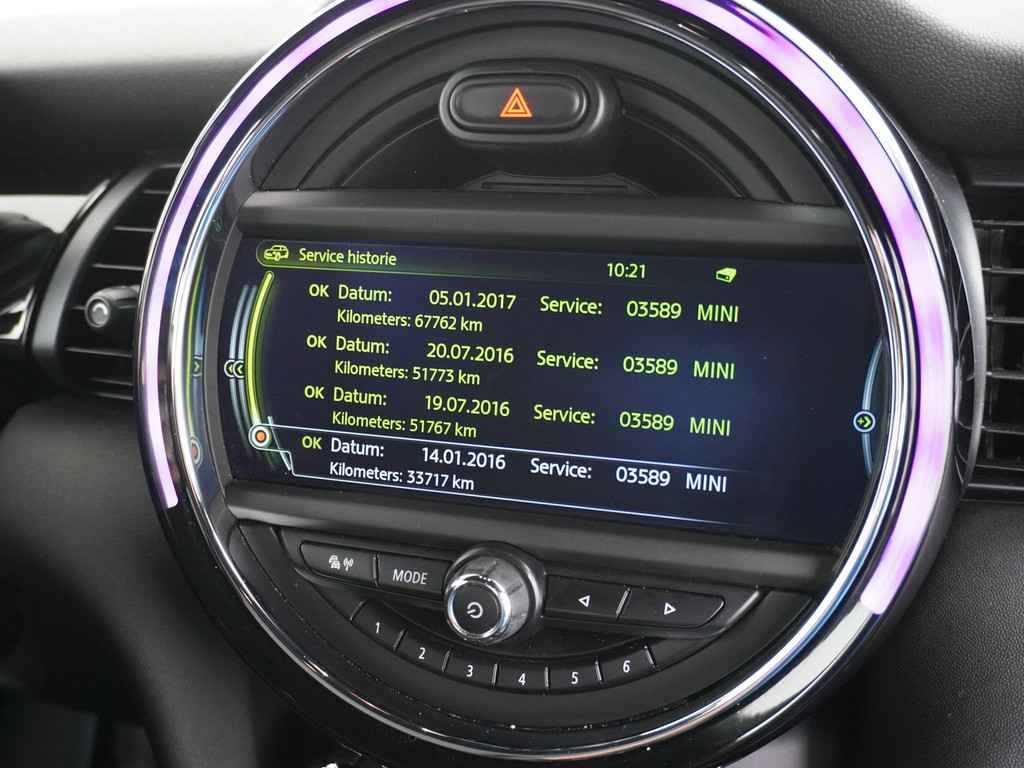 Service historie 10:21
OK Datum: 05.01.2017 Service: 03589 MINI
Kilometers: 67762 km
OK Datum: 20.07.2016 Service: 03589 MINI
Kilometers: 51773 km
OK Datum: 19.07.2016 Service: 03589 MINI
Kilometers: 51767 km
OK Datum: 14.01.2016 Service: 03589 MINI
Kilometers: 33717 km
MODE
1 2 3 4 5 6